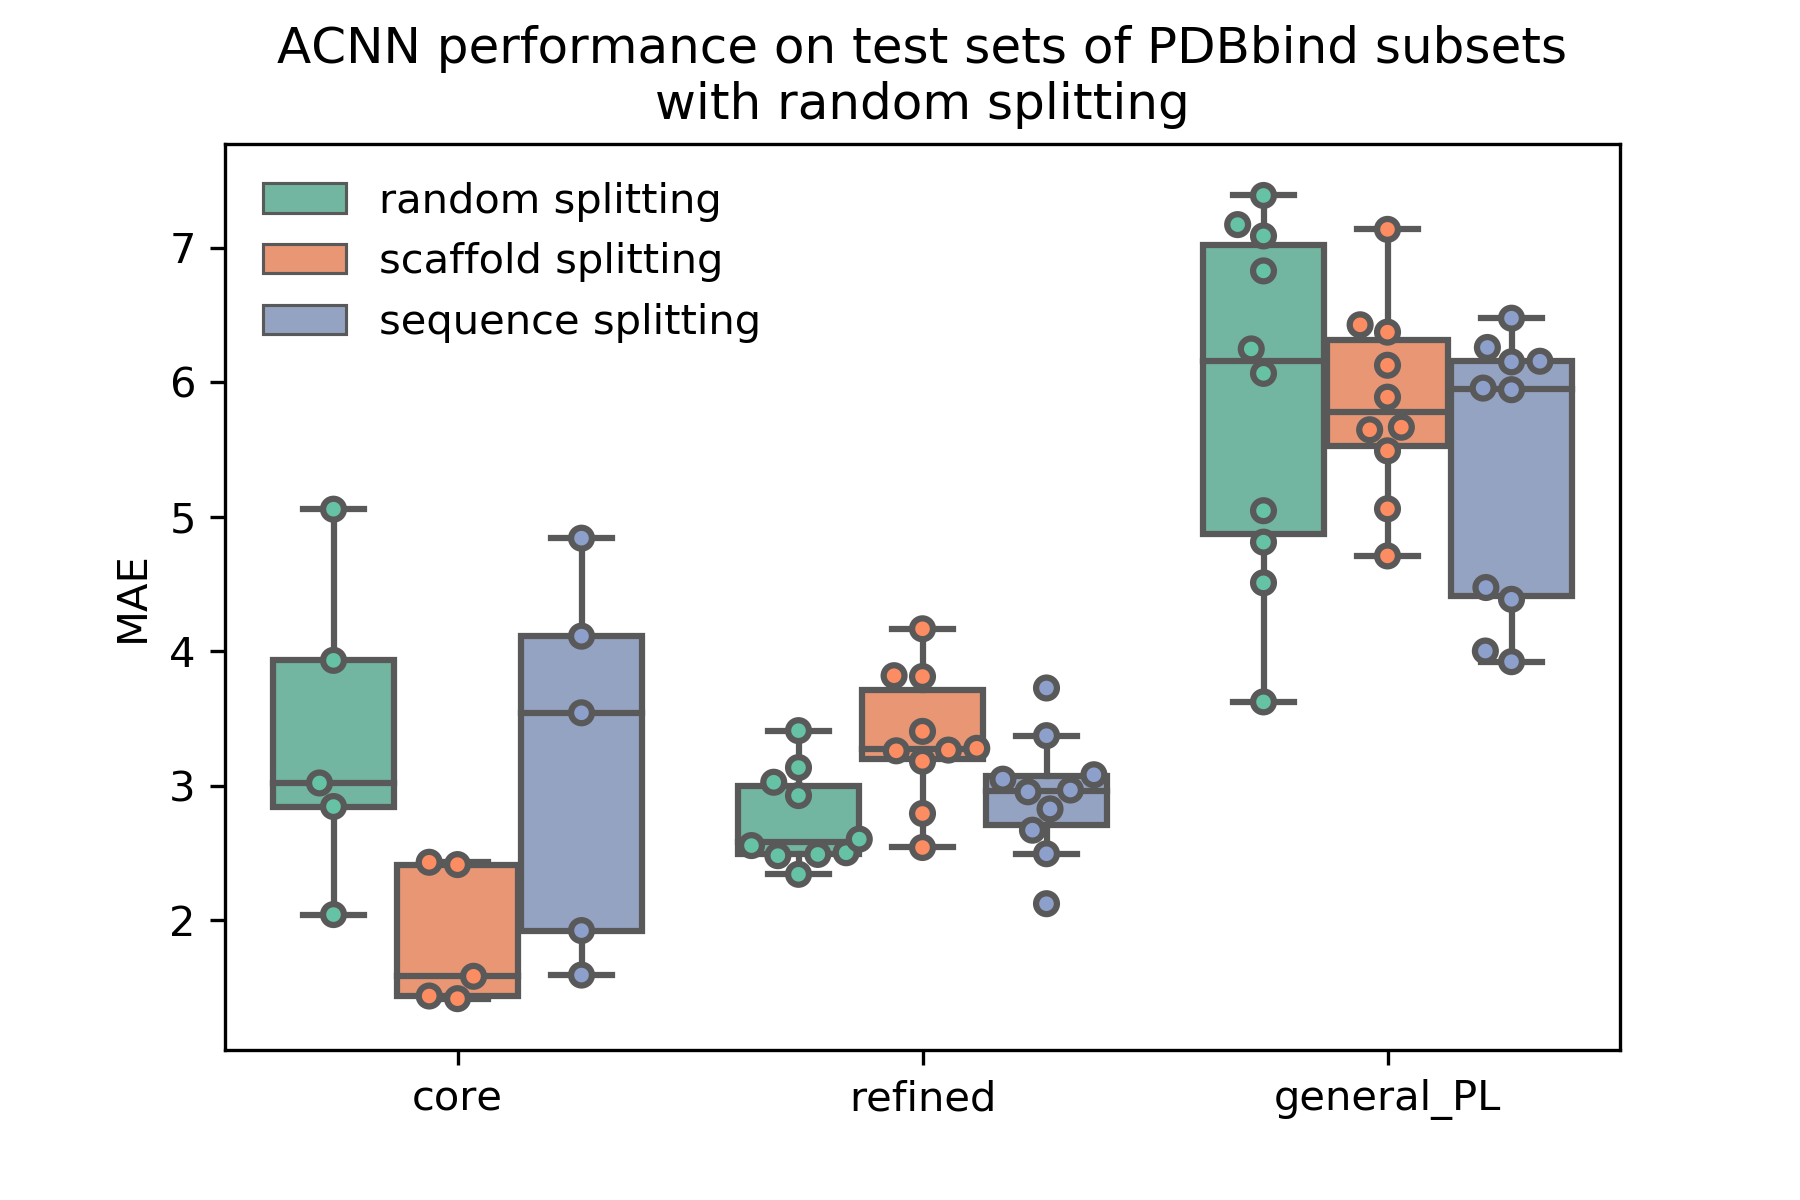 ACNN performance on test sets of PDBbind subsets
with random splitting
random splitting
scaffold splitting
sequence splitting
MAE
7
6
5
4
3
2
core
refined
general_PL